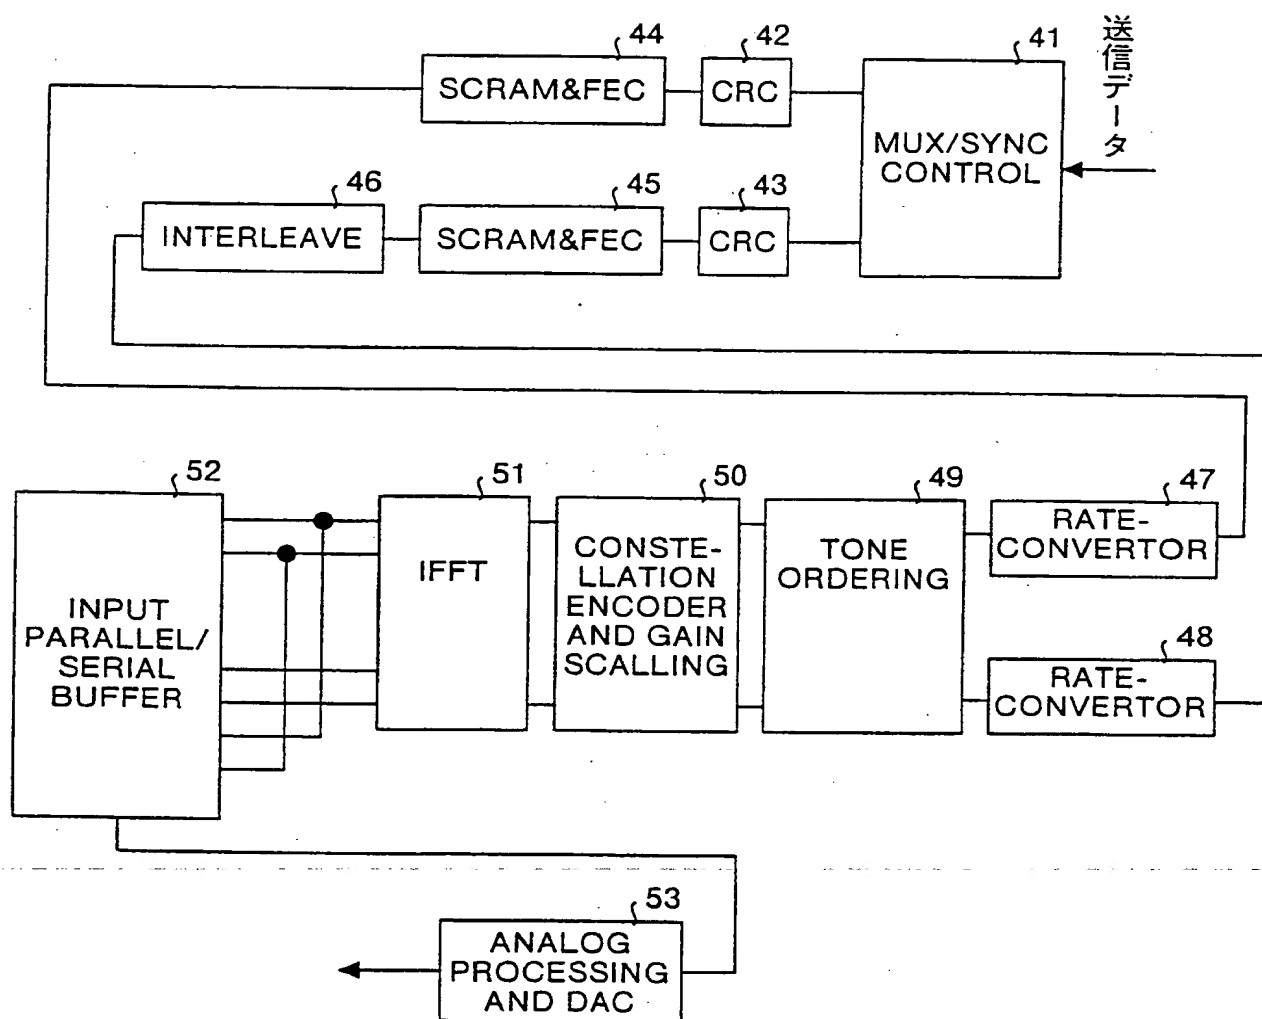 送信データ
44
SCRAM&FEC
42
CRC
41
MUX/SYNC
CONTROL
46
INTERLEAVE
45
SCRAM&FEC
43
CRC
52
INPUT
PARALLEL/
SERIAL
BUFFER
51
IFFT
50
CONSTE-
LLATION
ENCODER
AND GAIN
SCALLING
49
TONE
ORDERING
47
RATE-
CONVERTOR
48
RATE-
CONVERTOR
53
ANALOG
PROCESSING
AND DAC